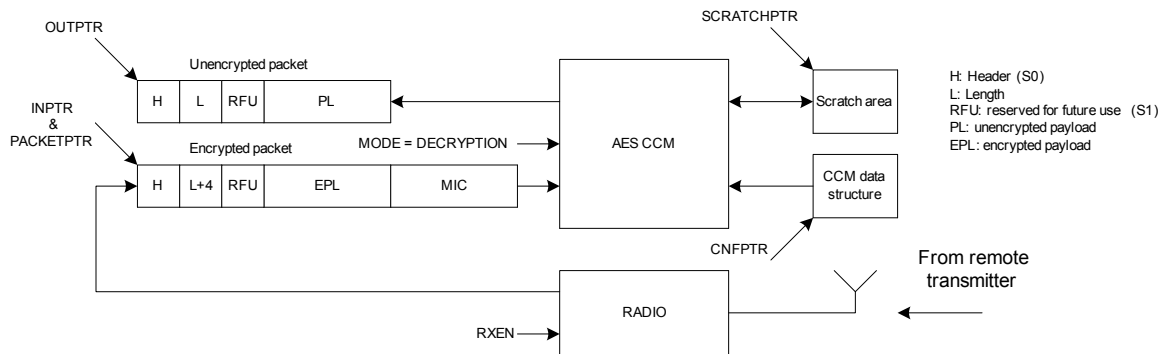 SCRATCHPTR
OUTPTR
Unencrypted packet
H L RFU PL
Scratch area
H: Header (S0)
L: Length
RFU: reserved for future use (S1)
PL: unencrypted payload
EPL: encrypted payload
INPTR
&
PACKETPTR
MODE = DECRYPTION
AES CCM
Encrypted packet
H L+4 RFU EPL MIC
CCM data
structure
CNFPTR
From remote
transmitter
RADIO
RXEN